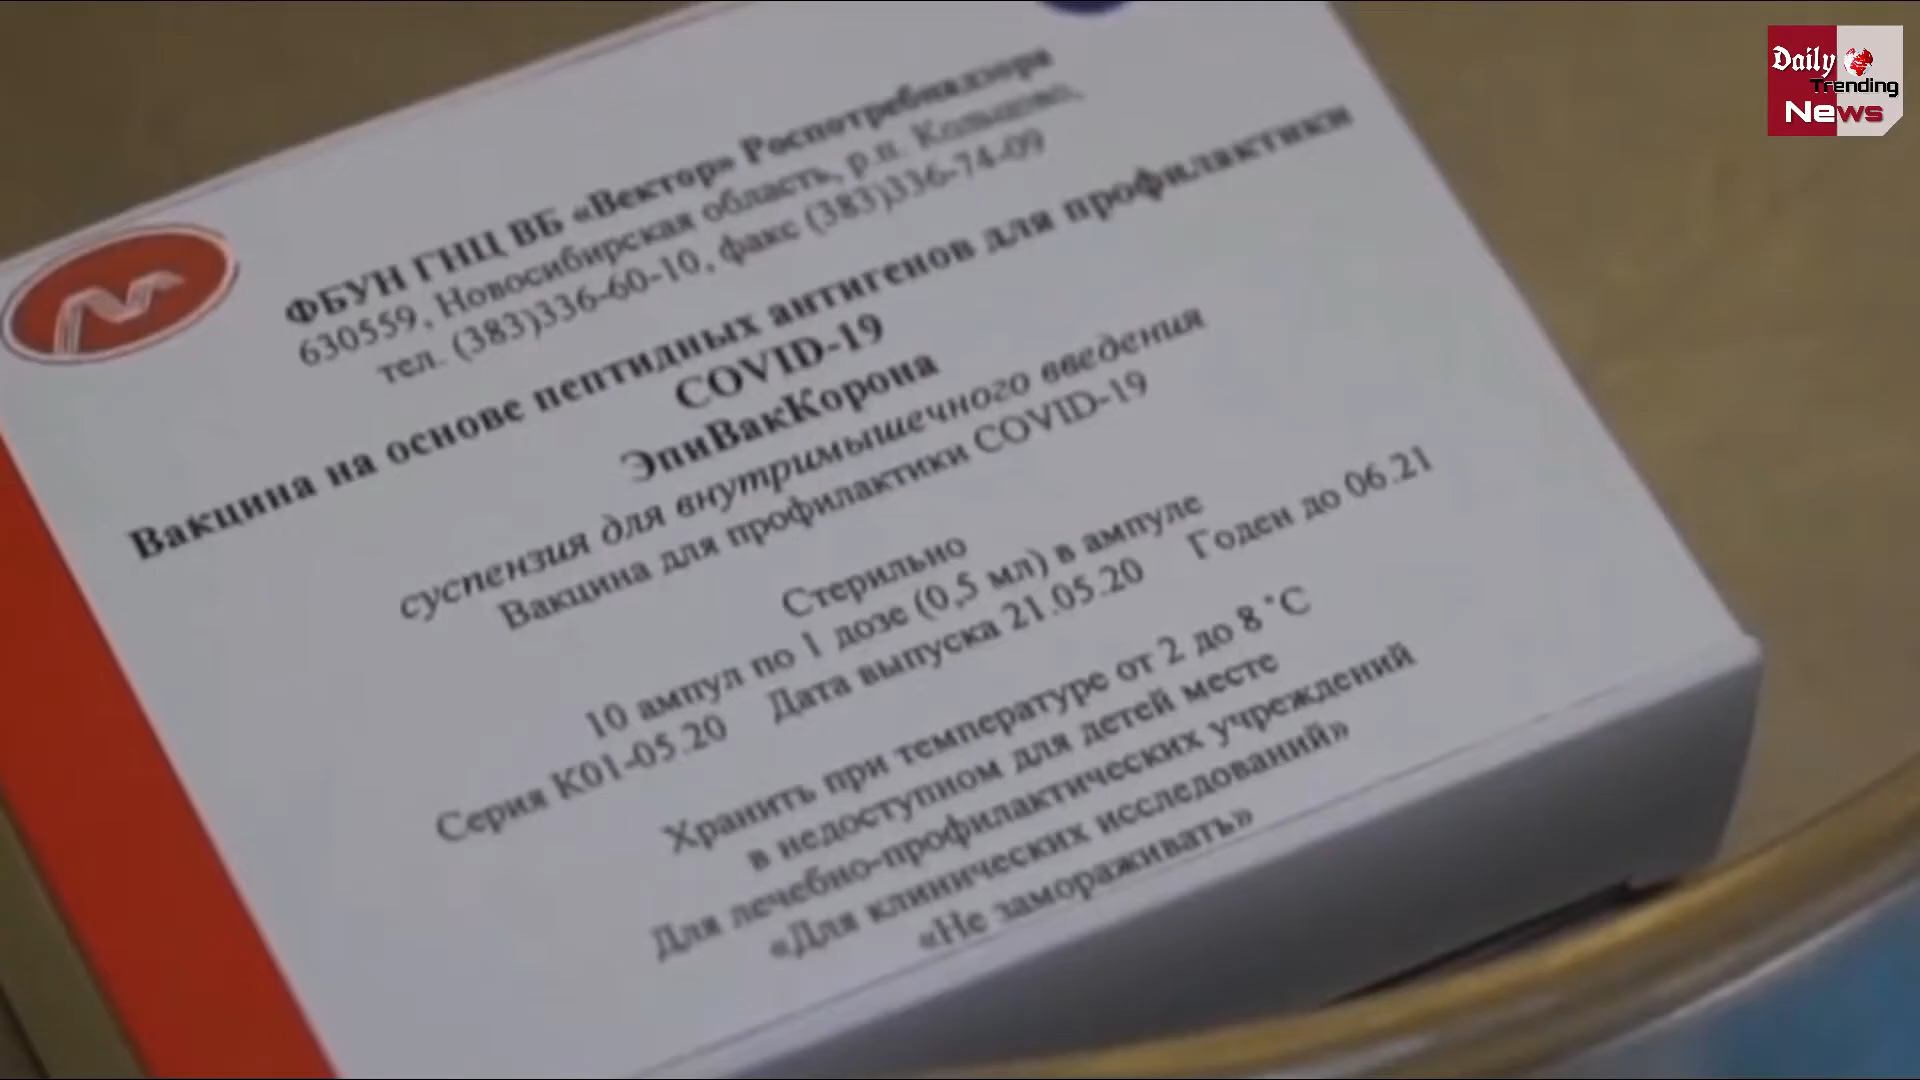 ФБУН ГНЦ ВБ «Вектор» Роспотребнадзора
630559, Новосибирская область, р.п. Кольцово,
тел. (383)336-60-10, факс (383)336-74-09
Вакцина на основе пептидных антигенов для профилактики
COVID-19
ЭпиВакКорона
суспензия для внутримышечного введения
Вакцина для профилактики COVID-19
Стерильно
10 ампул по 1 дозе (0,5 мл) в ампуле
Серия К01-05.20 Дата выпуска 21.05.20 Годен до 06.21
Хранить при температуре от 2 до 8 °С
в недоступном для детей месте
Для лечебно-профилактических учреждений
«Для клинических исследований»
«Не замораживать»
Daily
Trending
News